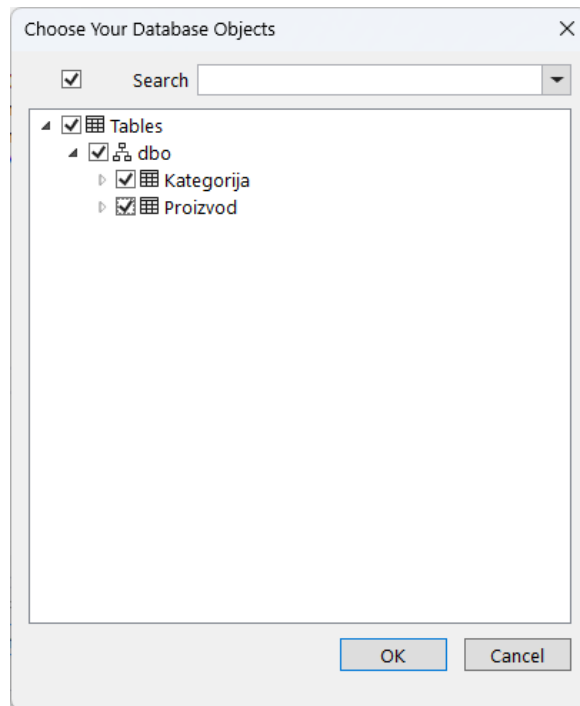 Choose Your Database Objects
Search
Tables
dbo
Kategorija
Proizvod
OK Cancel